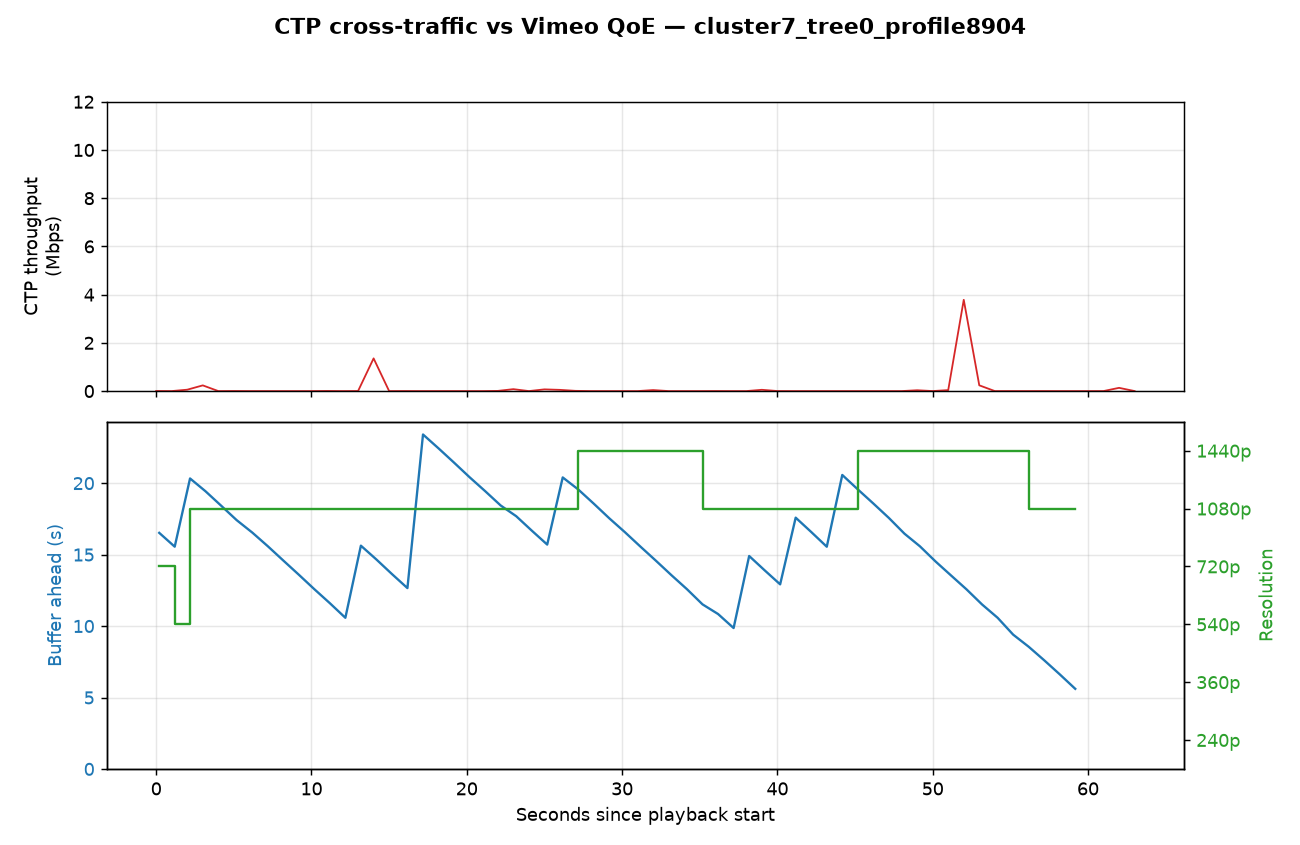 CTP cross-traffic vs Vimeo QoE — cluster7_tree0_profile8904
12
10
8
6
4
2
0
CTP throughput
(Mbps)
20
15
10
5
0
Buffer ahead (s)
1440p
1080p
720p
540p
360p
240p
Resolution
0 10 20 30 40 50 60
Seconds since playback start